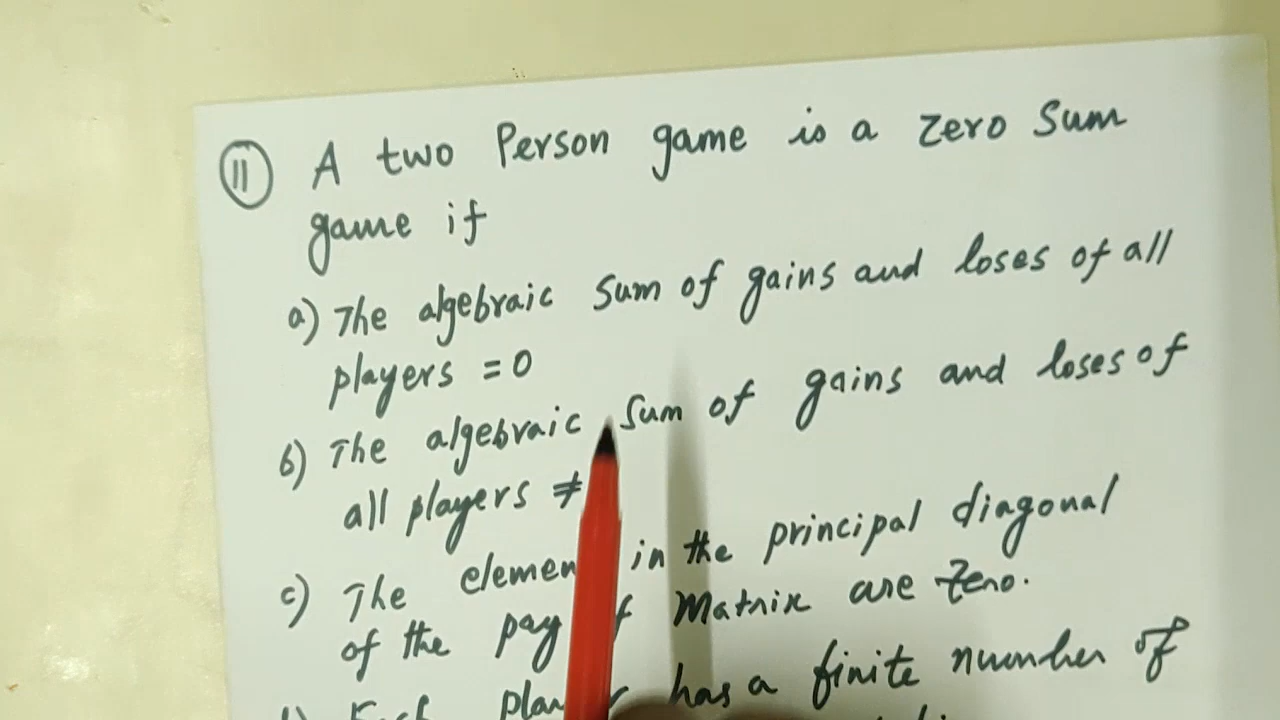 11 A two Person game is a Zero Sum
game if
a) The algebraic Sum of gains and loses of all
players = 0
b) The algebraic Sum of gains and loses of
all players ≠
c) The elemen in the principal diagonal
of the pay f Matrix are Zero.
has a finite number of